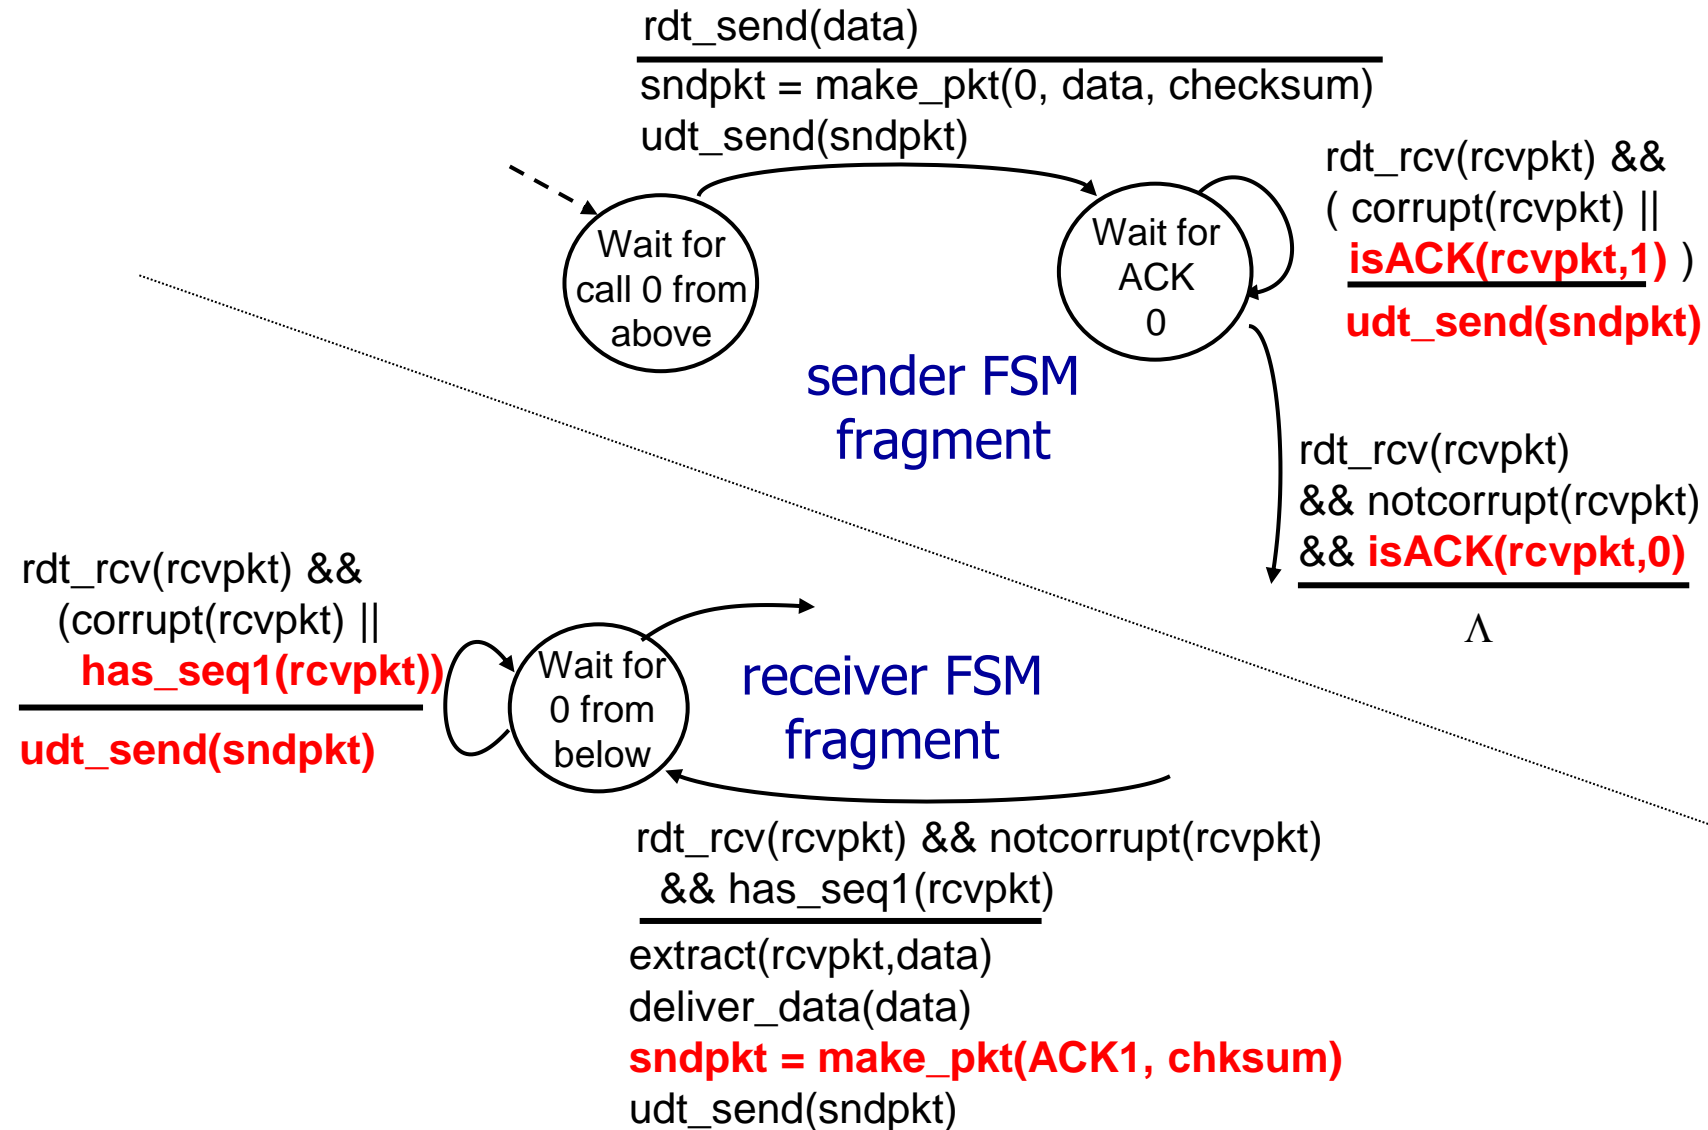 rdt_send(data)
sndpkt = make_pkt(0, data, checksum)
udt_send(sndpkt)
rdt_rcv(rcvpkt) &&
( corrupt(rcvpkt) ||
isACK(rcvpkt,1) )
udt_send(sndpkt)
Wait for
call 0 from
above
Wait for
ACK
0
sender FSM
fragment
rdt_rcv(rcvpkt)
&& notcorrupt(rcvpkt)
&& isACK(rcvpkt,0)
Λ
rdt_rcv(rcvpkt) &&
(corrupt(rcvpkt) ||
has_seq1(rcvpkt))
udt_send(sndpkt)
Wait for
0 from
below
receiver FSM
fragment
rdt_rcv(rcvpkt) && notcorrupt(rcvpkt)
&& has_seq1(rcvpkt)
extract(rcvpkt,data)
deliver_data(data)
sndpkt = make_pkt(ACK1, chksum)
udt_send(sndpkt)